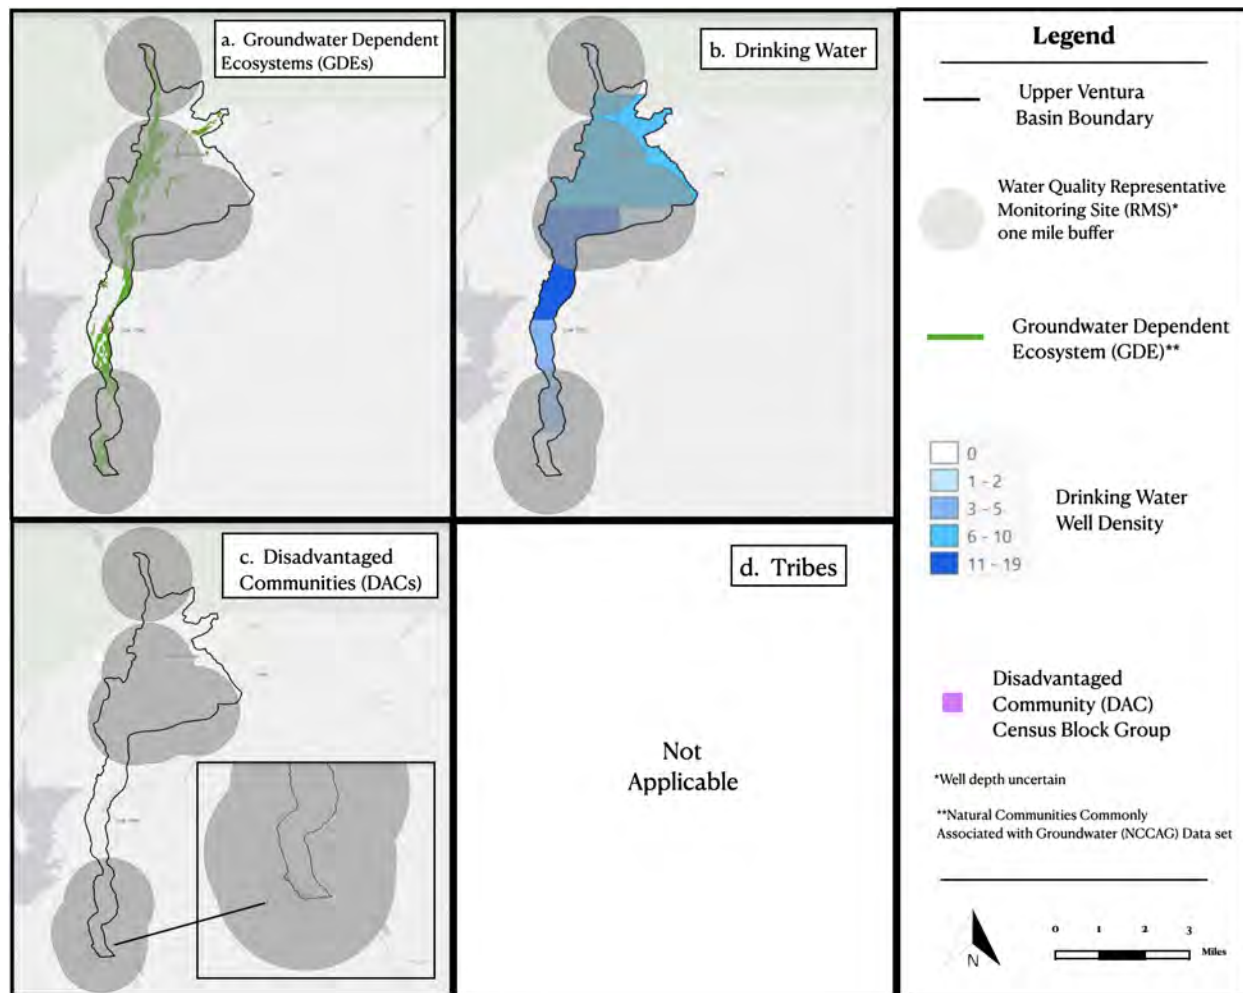 a. Groundwater Dependent
Ecosystems (GDEs)
b. Drinking Water
c. Disadvantaged
Communities (DACs)
d. Tribes
Not
Applicable
Legend
Upper Ventura
Basin Boundary
Water Quality Representative
Monitoring Site (RMS)*
one mile buffer
Groundwater Dependent
Ecosystem (GDE)**
0
1 - 2
3 - 5
6 - 10
11 - 19
Drinking Water
Well Density
Disadvantaged
Community (DAC)
Census Block Group
*Well depth uncertain
**Natural Communities Commonly
Associated with Groundwater (NCCAG) Data set
N
0 1 2 3
Miles